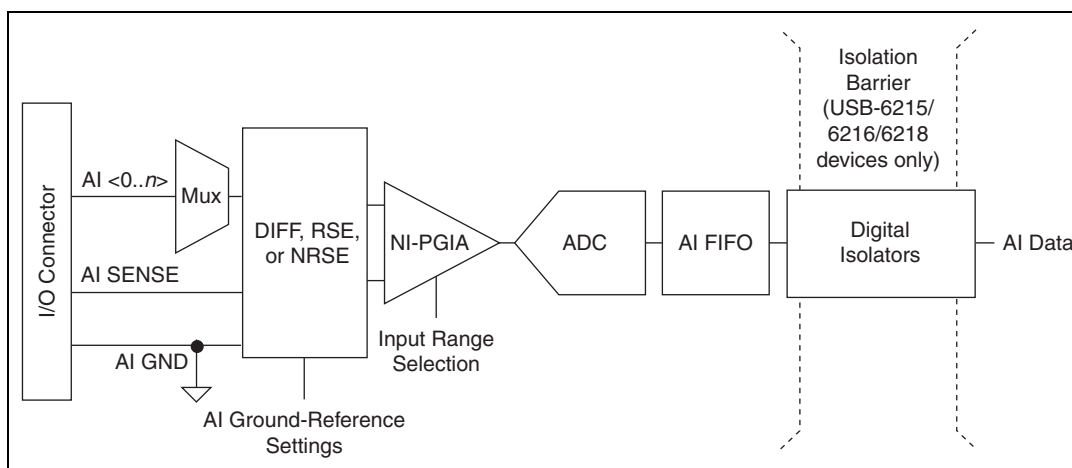 Isolation
Barrier
(USB-6215/
6216/6218
devices only)
I/O Connector
AI <0..n>
Mux
AI SENSE
AI GND
DIFF, RSE,
or NRSE
NI-PGIA
ADC
AI FIFO
Digital
Isolators
AI Data
Input Range
Selection
AI Ground-Reference
Settings